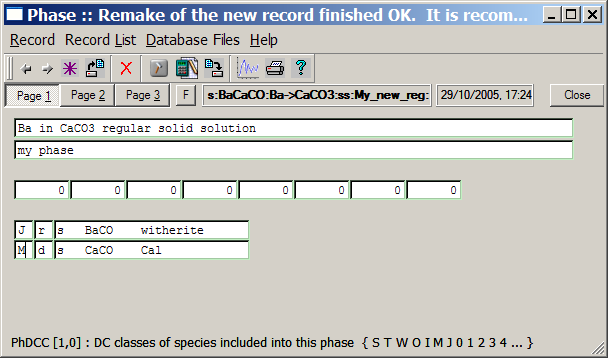 Phase :: Remake of the new record finished OK.  It is recom...
Record Record List Database Files Help
Page 1 Page 2 Page 3 F s:BaCaCO:Ba->CaCO3:ss:My_new_reg: 29/10/2005, 17:24 Close
Ba in CaCO3 regular solid solution
my phase
0 0 0 0 0 0 0 0
J r s BaCO witherite
M d s CaCO Cal
PhDCC [1,0] : DC classes of species included into this phase { S T W O I M J 0 1 2 3 4 ... }